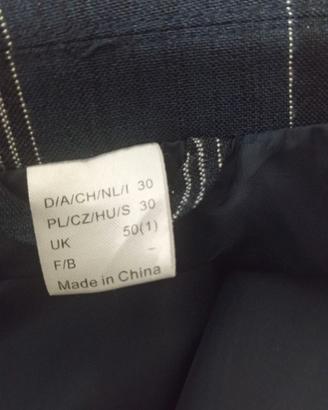 D/A/CH/NL/I 30
PL/CZ/HU/S 30
UK 50(1)
F/B –
Made in China